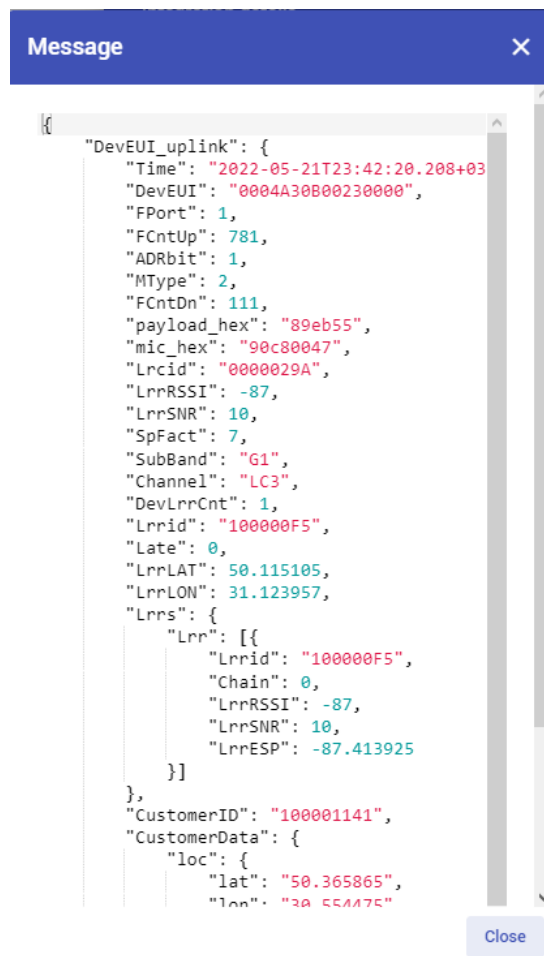 Message
{
"DevEUI_uplink": {
"Time": "2022-05-21T23:42:20.208+03
"DevEUI": "0004A30B00230000",
"FPort": 1,
"FCntUp": 781,
"ADRbit": 1,
"MType": 2,
"FCntDn": 111,
"payload_hex": "89eb55",
"mic_hex": "90c80047",
"Lrcid": "0000029A",
"LrrRSSI": -87,
"LrrSNR": 10,
"SpFact": 7,
"SubBand": "G1",
"Channel": "LC3",
"DevLrrCnt": 1,
"Lrrid": "100000F5",
"Late": 0,
"LrrLAT": 50.115105,
"LrrLON": 31.123957,
"Lrrs": {
"Lrr": [{
"Lrrid": "100000F5",
"Chain": 0,
"LrrRSSI": -87,
"LrrSNR": 10,
"LrrESP": -87.413925
}]
},
"CustomerID": "100001141",
"CustomerData": {
"loc": {
"lat": "50.365865",
"lon": "30.554475"
Close